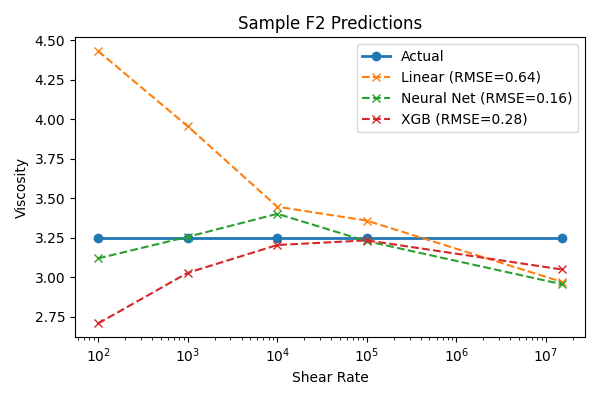 Sample F2 Predictions
4.50
4.25
4.00
3.75
3.50
3.25
3.00
2.75
Viscosity
Actual
Linear (RMSE=0.64)
Neural Net (RMSE=0.16)
XGB (RMSE=0.28)
10² 10³ 10⁴ 10⁵ 10⁶ 10⁷
Shear Rate